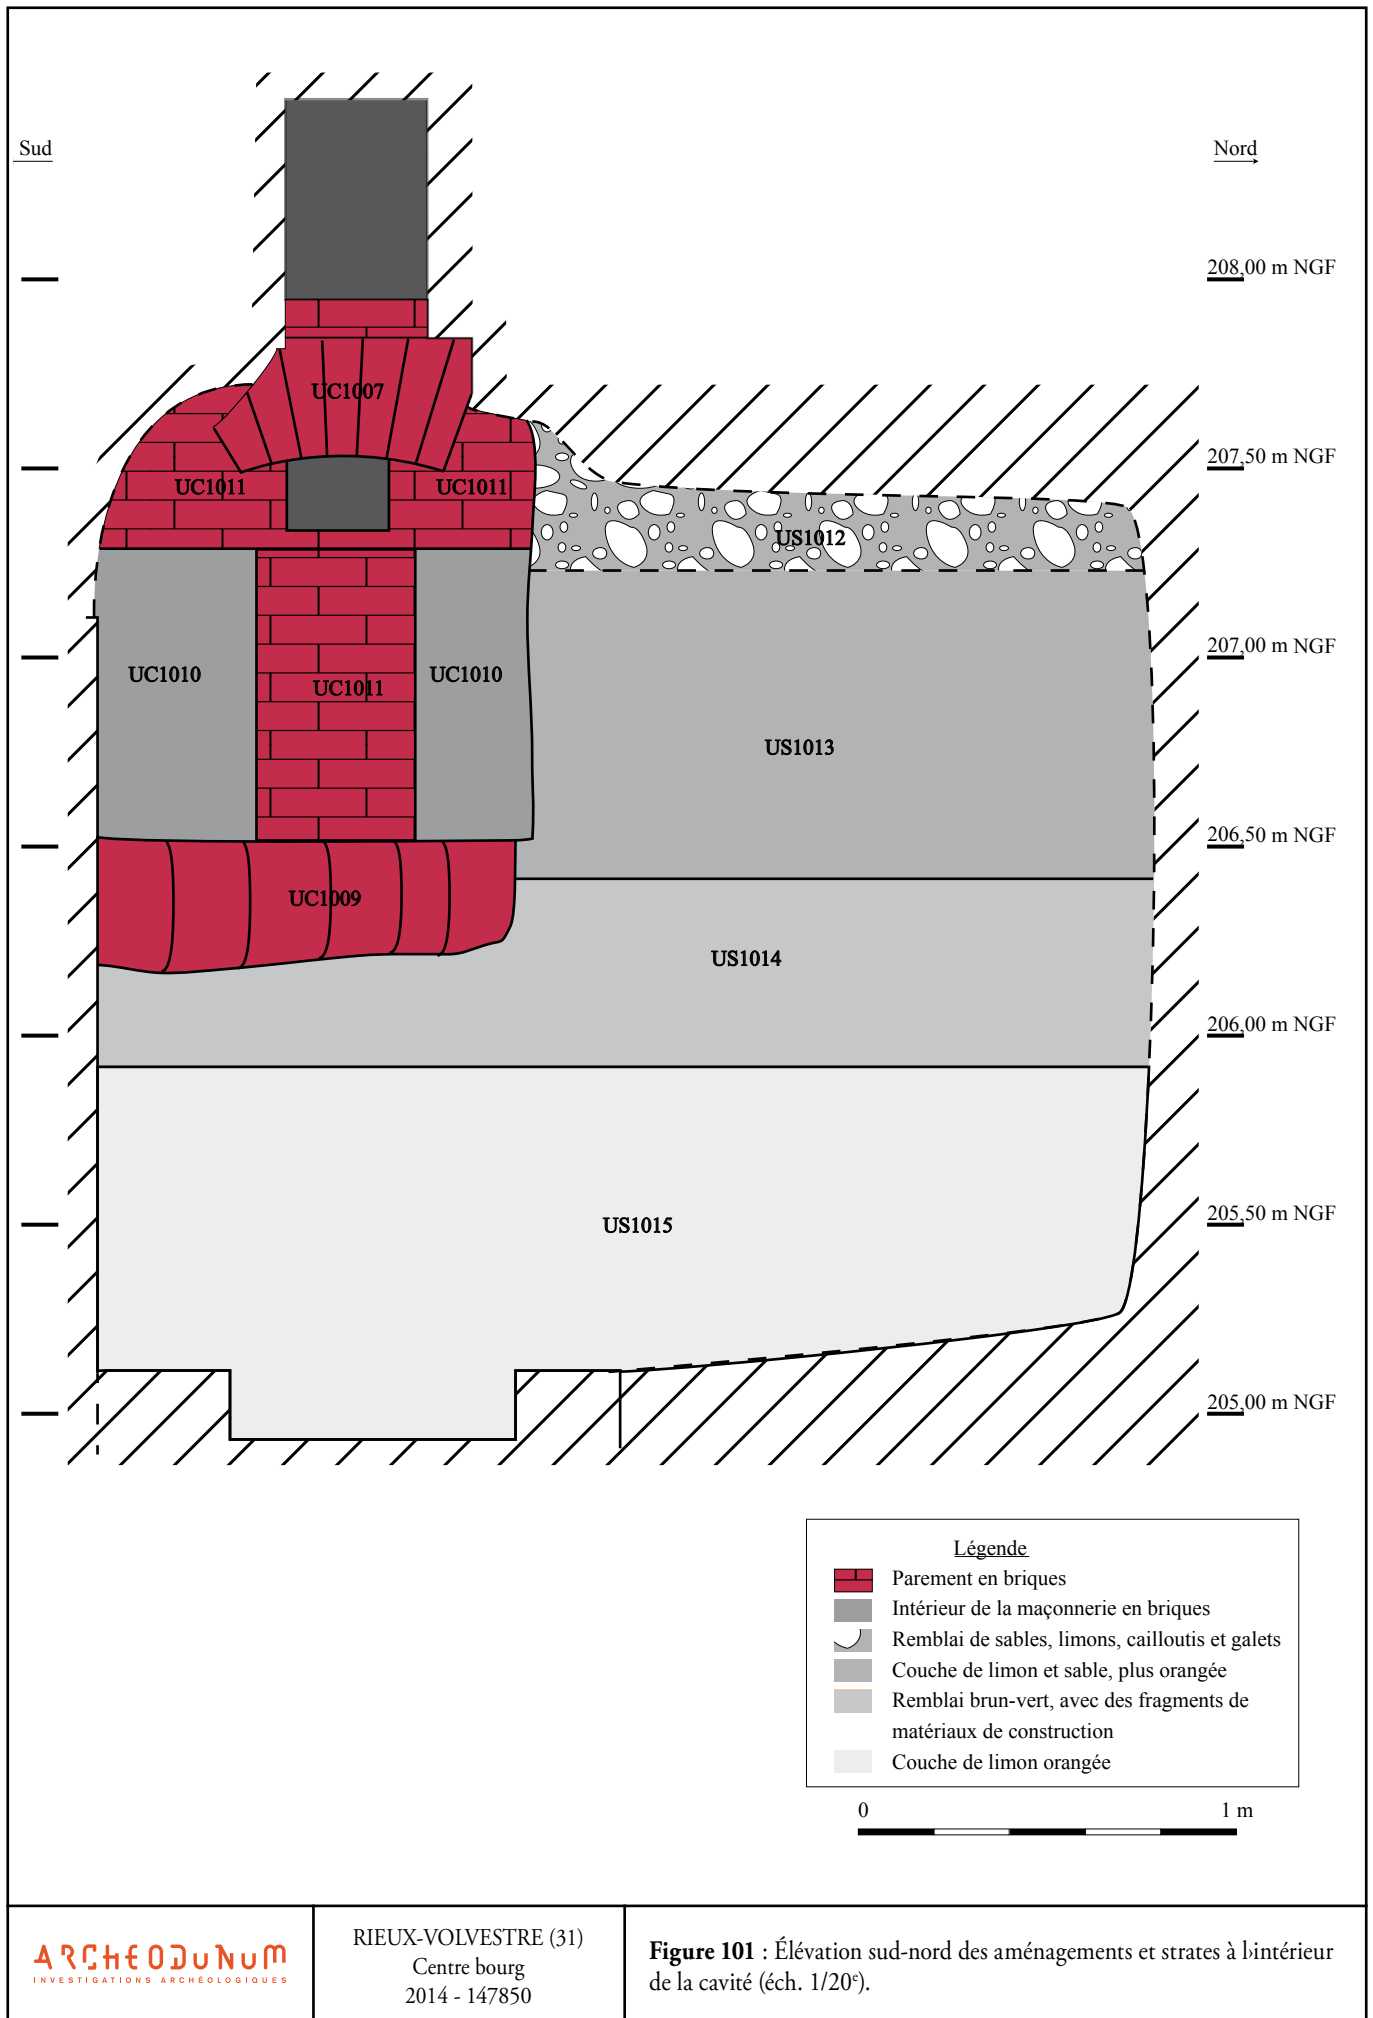 Sud
Nord
208,00 m NGF
UC1007
207,50 m NGF
UC1011
UC1011
US1012
207,00 m NGF
UC1010
UC1011
UC1010
US1013
206,50 m NGF
UC1009
US1014
206,00 m NGF
US1015
205,50 m NGF
205,00 m NGF
Légende
Parement en briques
Intérieur de la maçonnerie en briques
Remblai de sables, limons, cailloutis et galets
Couche de limon et sable, plus orangée
Remblai brun-vert, avec des fragments de
matériaux de construction
Couche de limon orangée
0 1 m
ARCHEODUNUM
INVESTIGATIONS ARCHÉOLOGIQUES
RIEUX-VOLVESTRE (31)
Centre bourg
2014 - 147850
Figure 101 : Élévation sud-nord des aménagements et strates à l›intérieur
de la cavité (éch. 1/20e).